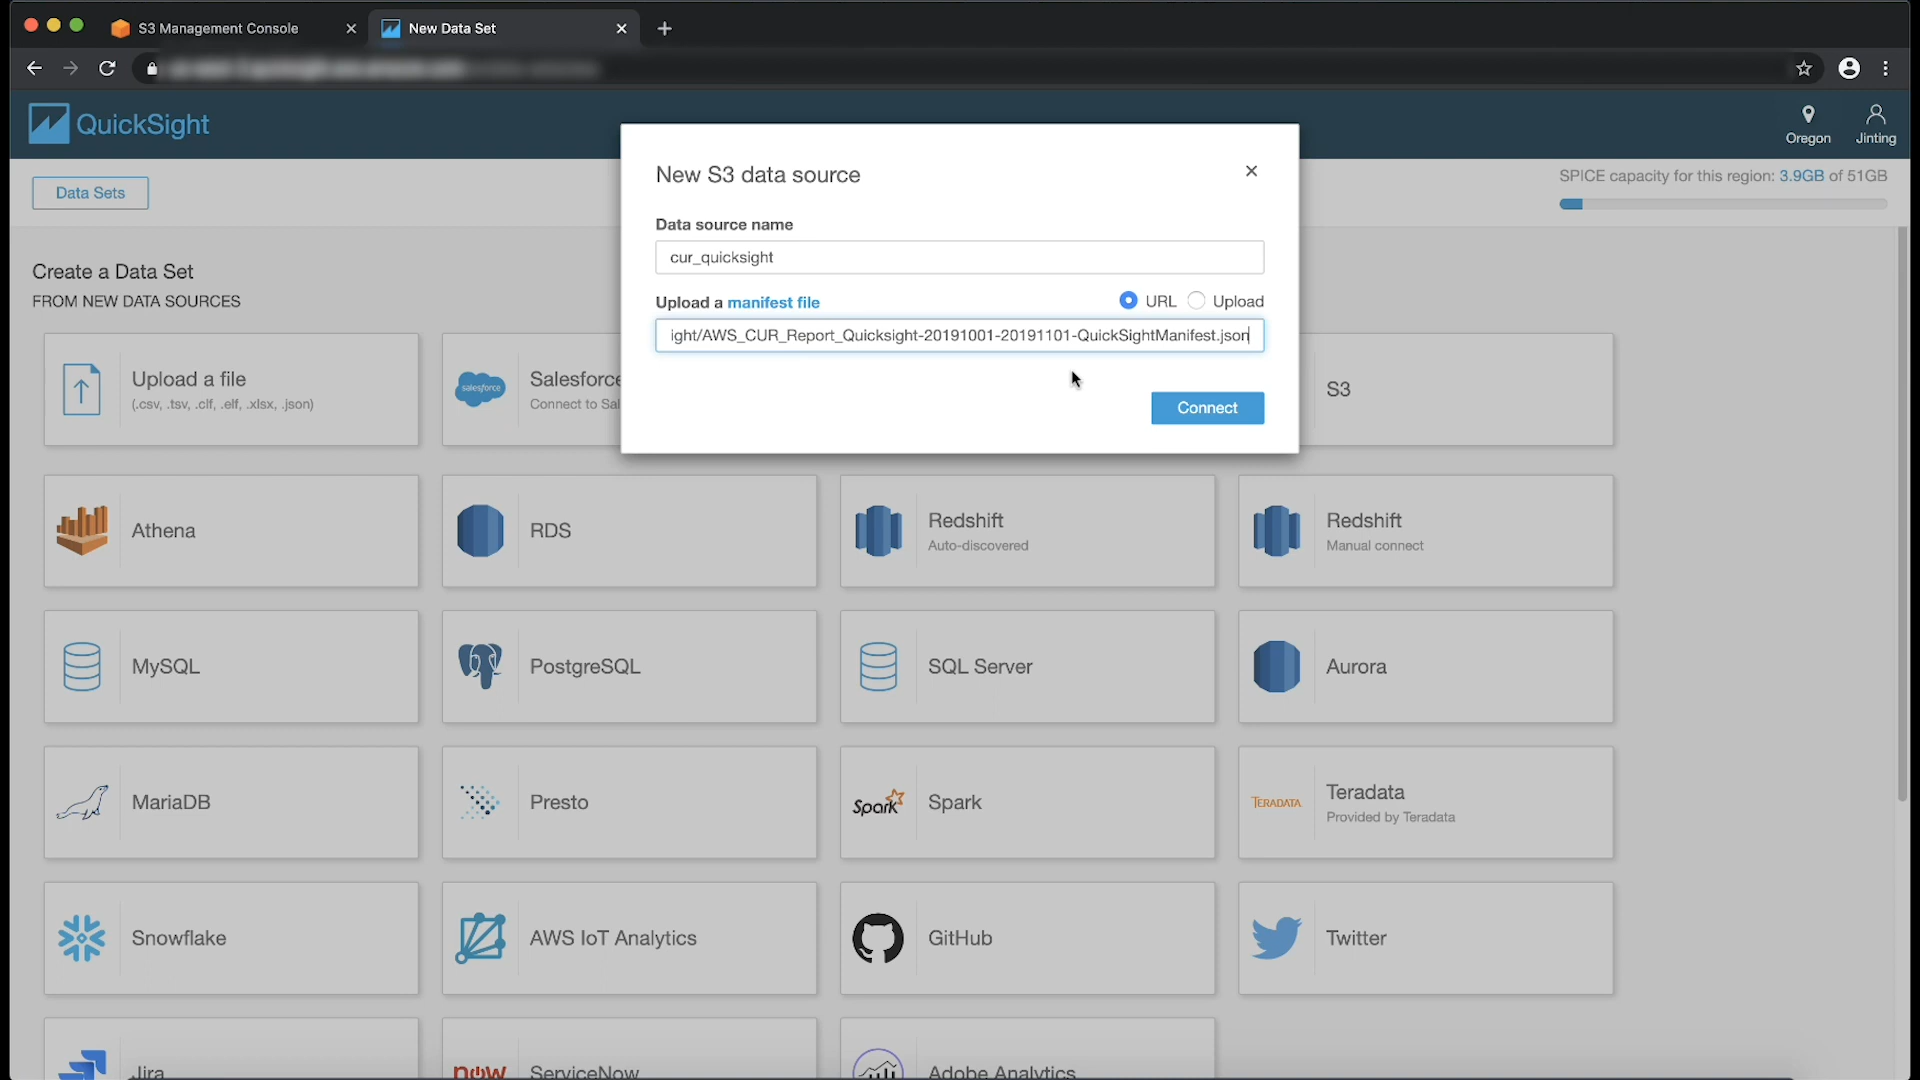 S3 Management Console
New Data Set
QuickSight
Oregon
Jinting
Data Sets
SPICE capacity for this region: 3.9GB of 51GB
New S3 data source
Data source name
cur_quicksight
Upload a manifest file
URL
Upload
ight/AWS_CUR_Report_Quicksight-20191001-20191101-QuickSightManifest.json
Connect
Create a Data Set
FROM NEW DATA SOURCES
Upload a file
(.csv, .tsv, .clf, .elf, .xlsx, .json)
salesforce
Salesforce
Connect to Sal
S3
Athena
RDS
Redshift
Auto-discovered
Redshift
Manual connect
MySQL
PostgreSQL
SQL Server
Aurora
MariaDB
Presto
Spark
Spark
TERADATA
Teradata
Provided by Teradata
Snowflake
AWS IoT Analytics
GitHub
Twitter
Jira
now
ServiceNow
Adobe Analytics